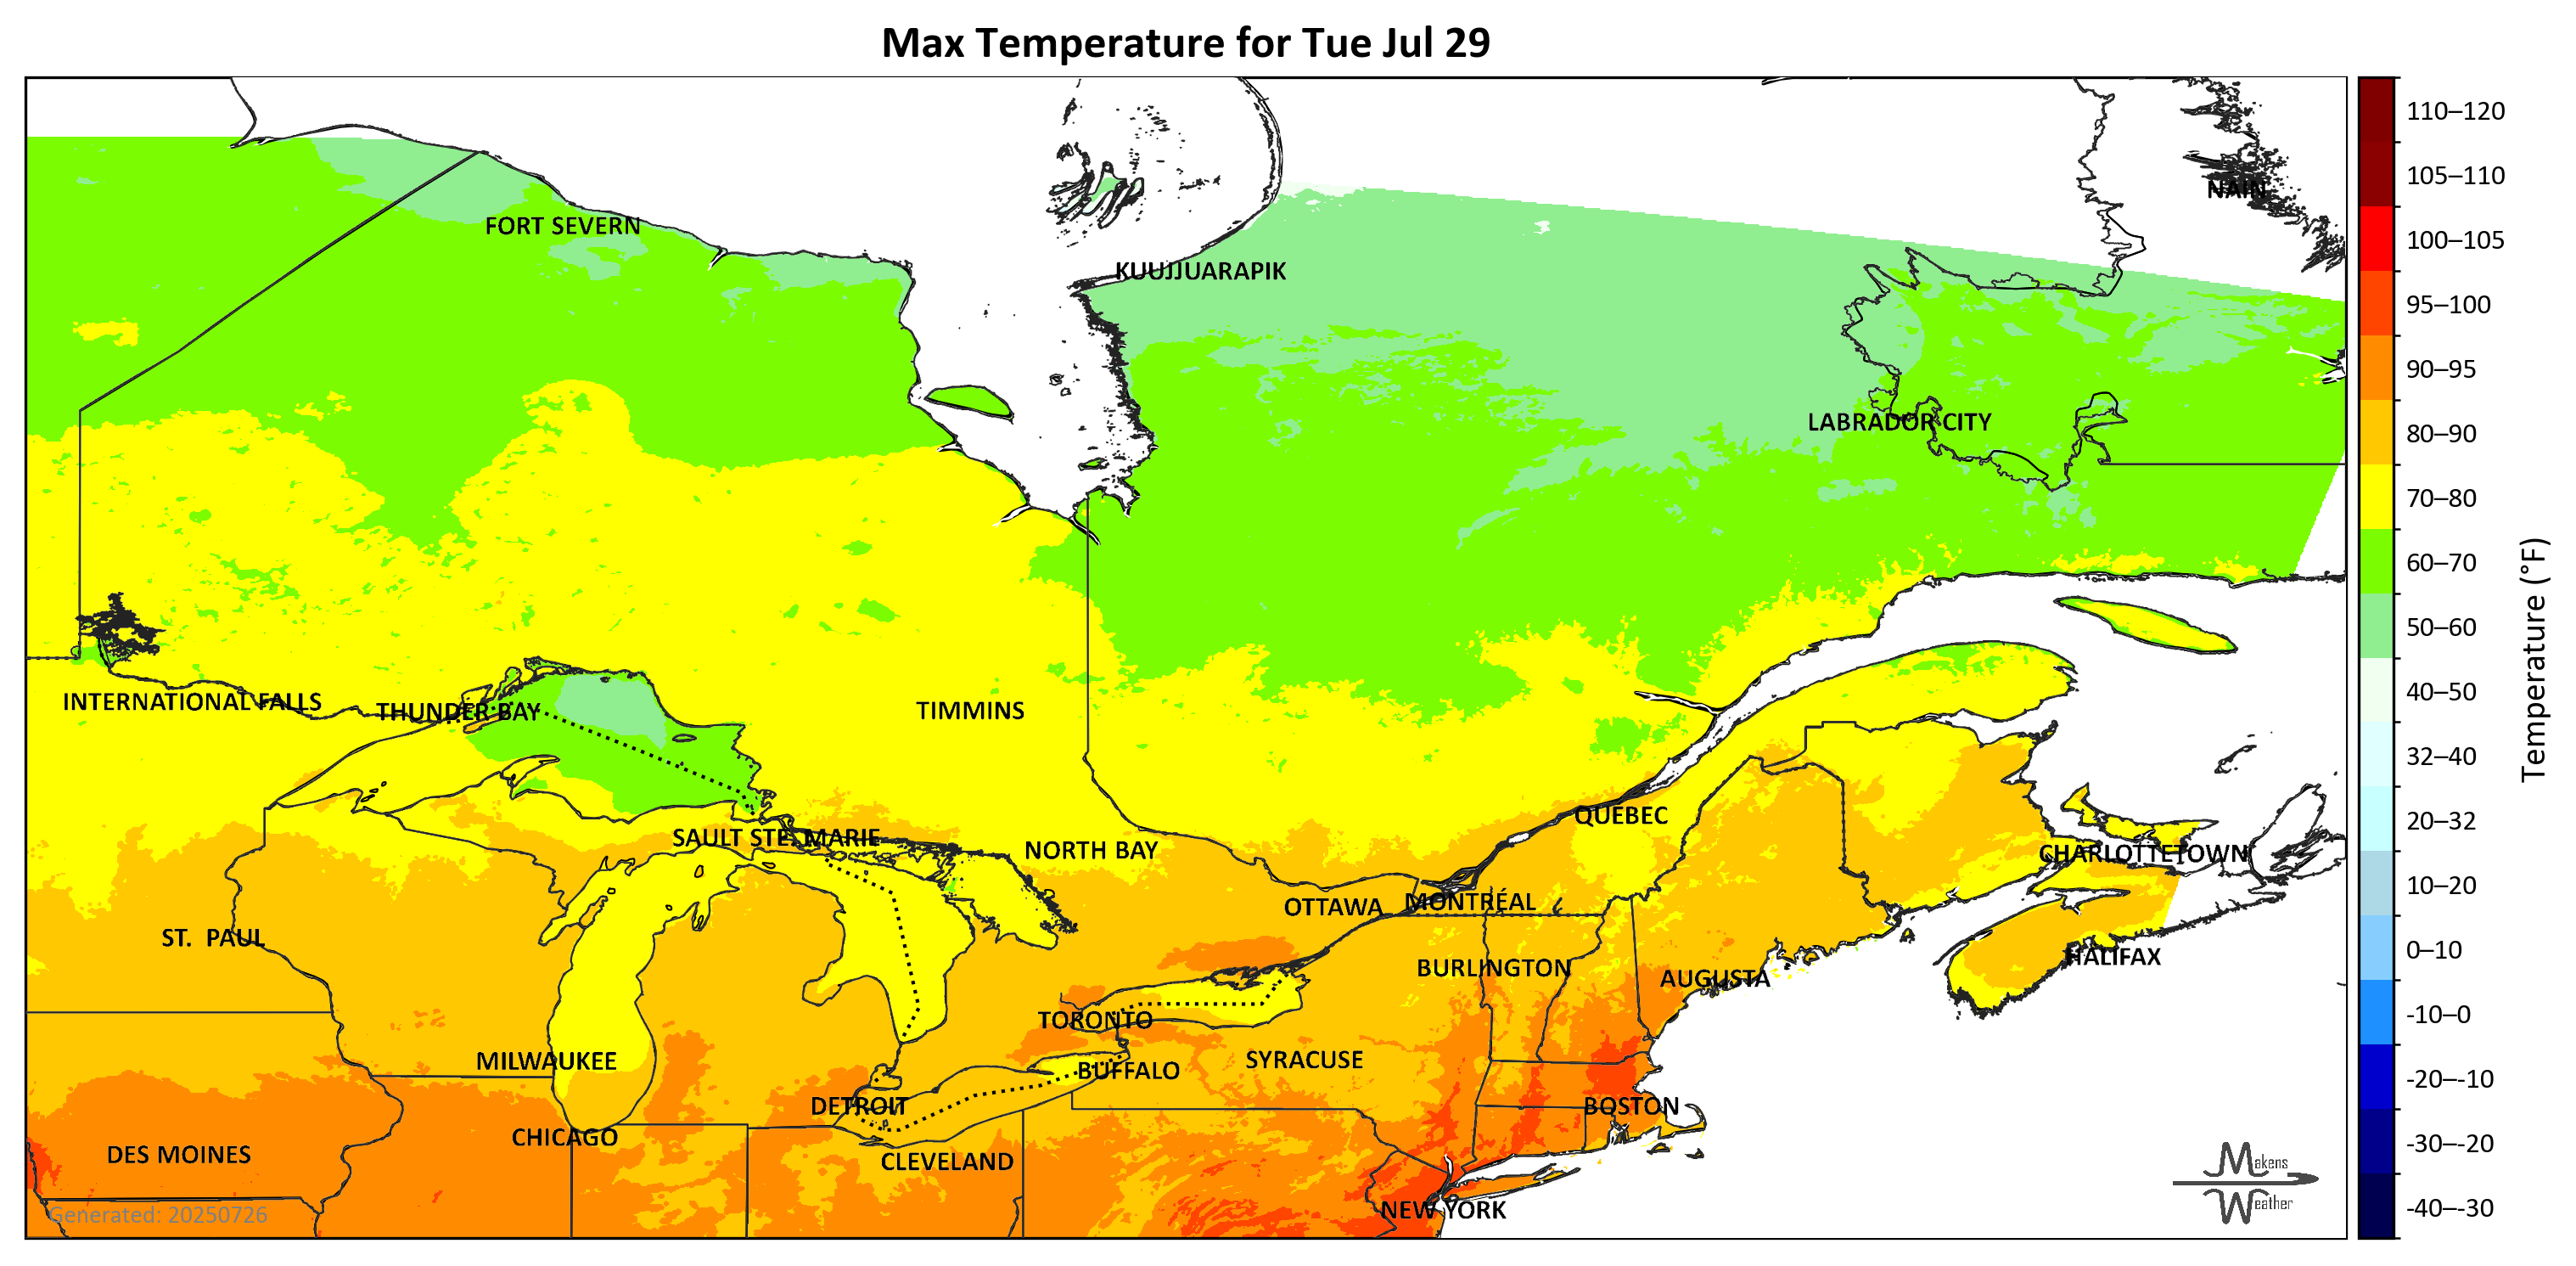 Max Temperature for Tue Jul 29
110–120
105–110
NAIN
FORT SEVERN
100–105
KUUJJUARAPIK
95–100
90–95
LABRADOR CITY
80–90
70–80
60–70
50–60
Temperature (°F)
40–50
INTERNATIONAL FALLS
THUNDER BAY
TIMMINS
32–40
QUEBEC
20–32
SAULT STE. MARIE
NORTH BAY
CHARLOTTETOWN
10–20
OTTAWA
MONTRÉAL
ST. PAUL
0–10
HALIFAX
BURLINGTON
AUGUSTA
-10–0
TORONTO
MILWAUKEE
SYRACUSE
BUFFALO
-20–-10
DETROIT
BOSTON
CHICAGO
-30–-20
DES MOINES
CLEVELAND
Makens
Weather
NEW YORK
-40–-30
Generated: 20250726